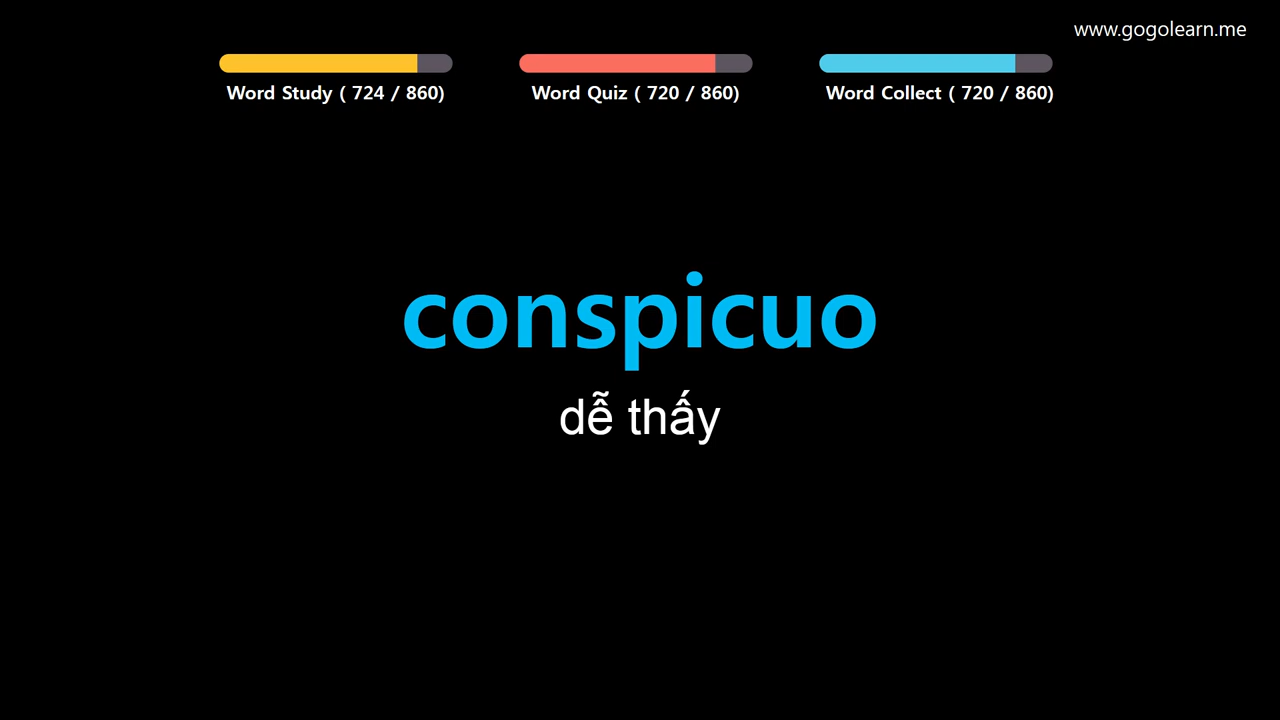 www.gogolearn.me
Word Study ( 724 / 860)
Word Quiz ( 720 / 860)
Word Collect ( 720 / 860)
conspicuo
dễ thấy